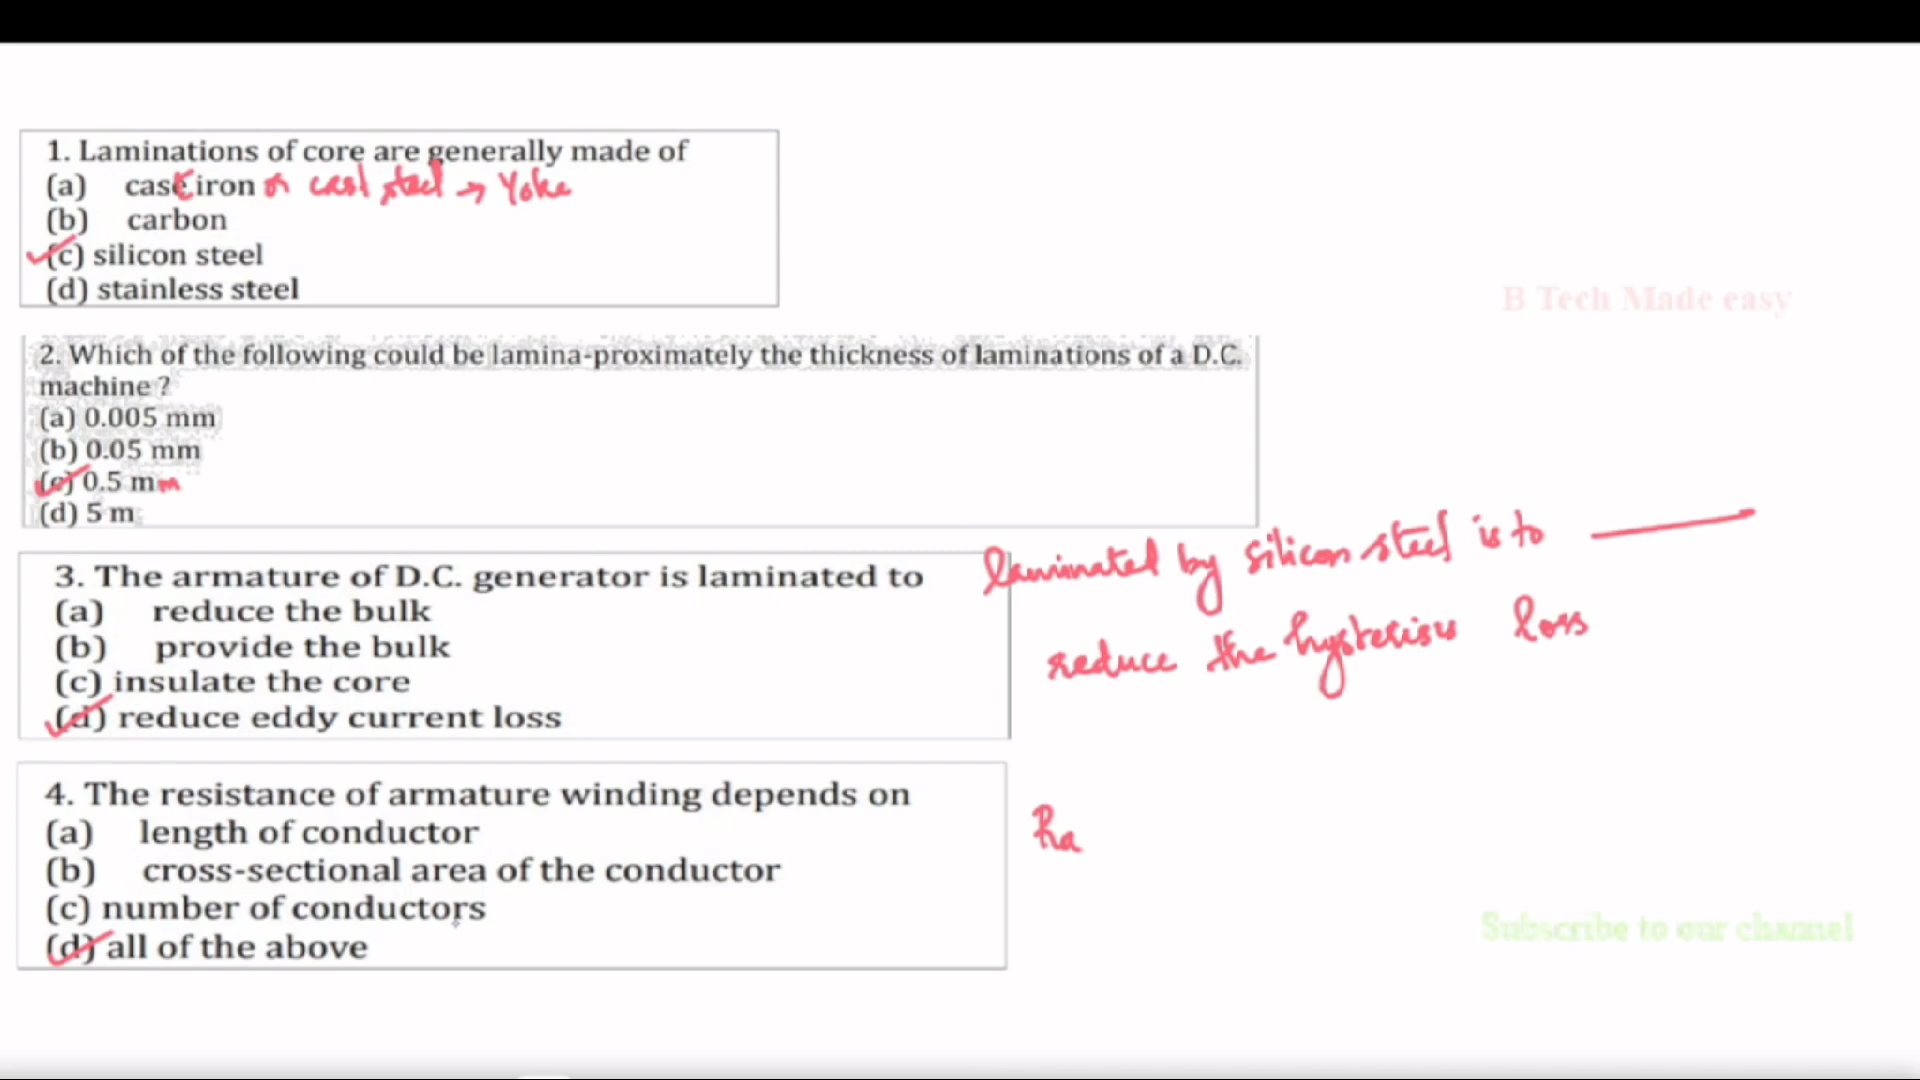 1. Laminations of core are generally made of
(a) case iron or cast steel → Yoke
(b) carbon
(c) silicon steel
(d) stainless steel
B Tech Made easy
2. Which of the following could be lamina-proximately the thickness of laminations of a D.C.
machine ?
(a) 0.005 mm
(b) 0.05 mm
(c) 0.5 mm
(d) 5 m
3. The armature of D.C. generator is laminated to
(a) reduce the bulk
(b) provide the bulk
(c) insulate the core
(d) reduce eddy current loss
laminated by silicon steel is to ———
reduce the hysterisis loss
4. The resistance of armature winding depends on
(a) length of conductor
(b) cross-sectional area of the conductor
(c) number of conductors
(d) all of the above
Ra
Subscribe to our channel